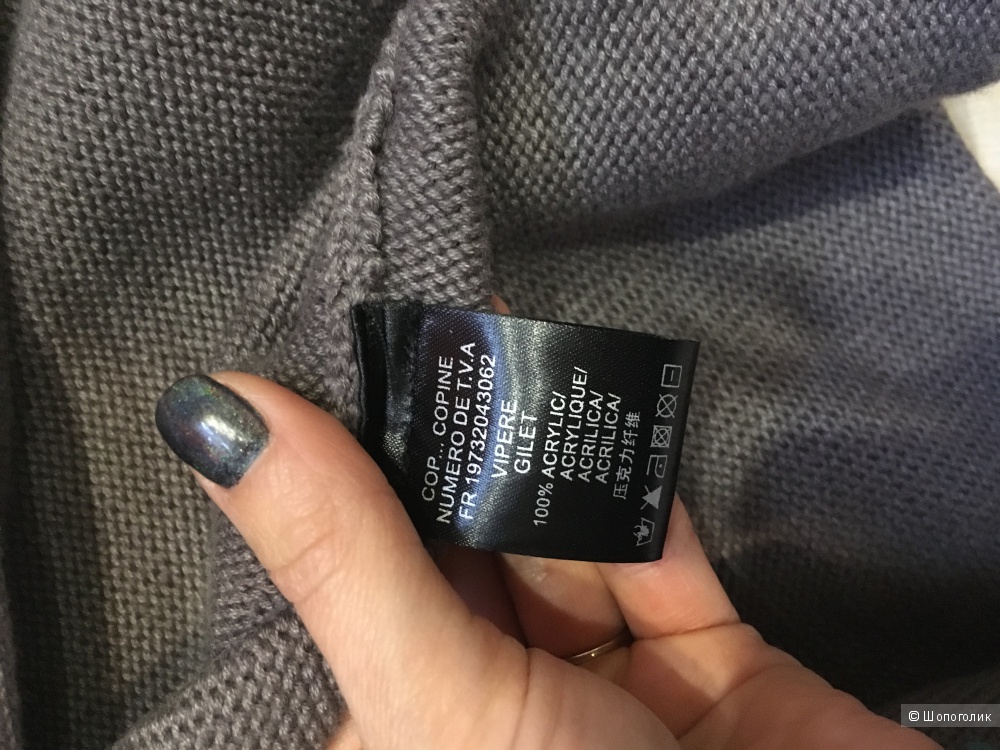 COP... COPINE
NUMERO DE T.V.A
FR 19732043062
VIPERE
GILET
100% ACRYLIC/
ACRYLIQUE/
ACRILICA/
ACRILICA/
压克力纤维
© Шопоголик